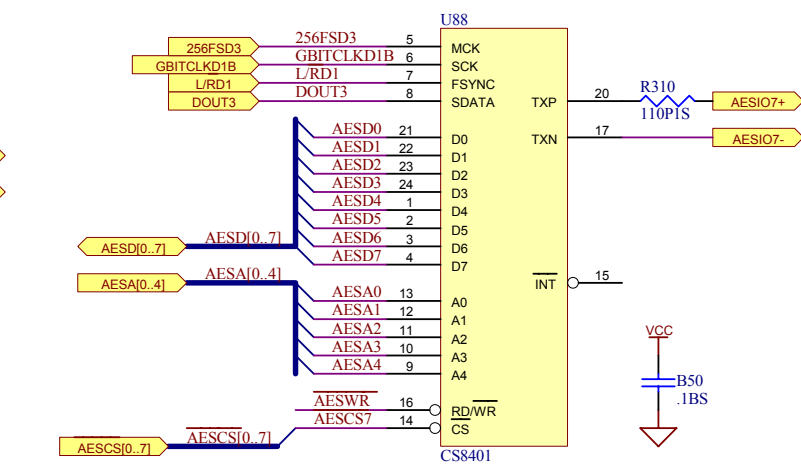 U88
256FSD3 256FSD3 5 MCK
GBITCLKD1B GBITCLKD1B 6 SCK
L/RD1 L/RD1 7 FSYNC
DOUT3 DOUT3 8 SDATA TXP 20 R310 110P1S AESIO7+
TXN 17 AESIO7-
AESD0 21 D0
AESD1 22 D1
AESD2 23 D2
AESD3 24 D3
AESD4 1 D4
AESD5 2 D5
AESD6 3 D6
AESD7 4 D7
AESD[0..7] AESD[0..7]
AESA[0..4] AESA[0..4]
INT 15
AESA0 13 A0
AESA1 12 A1
AESA2 11 A2
AESA3 10 A3
AESA4 9 A4
VCC
B50
.1BS
AESWR 16 RD/WR
AESCS7 14 CS
AESCS[0..7] AESCS[0..7]
CS8401